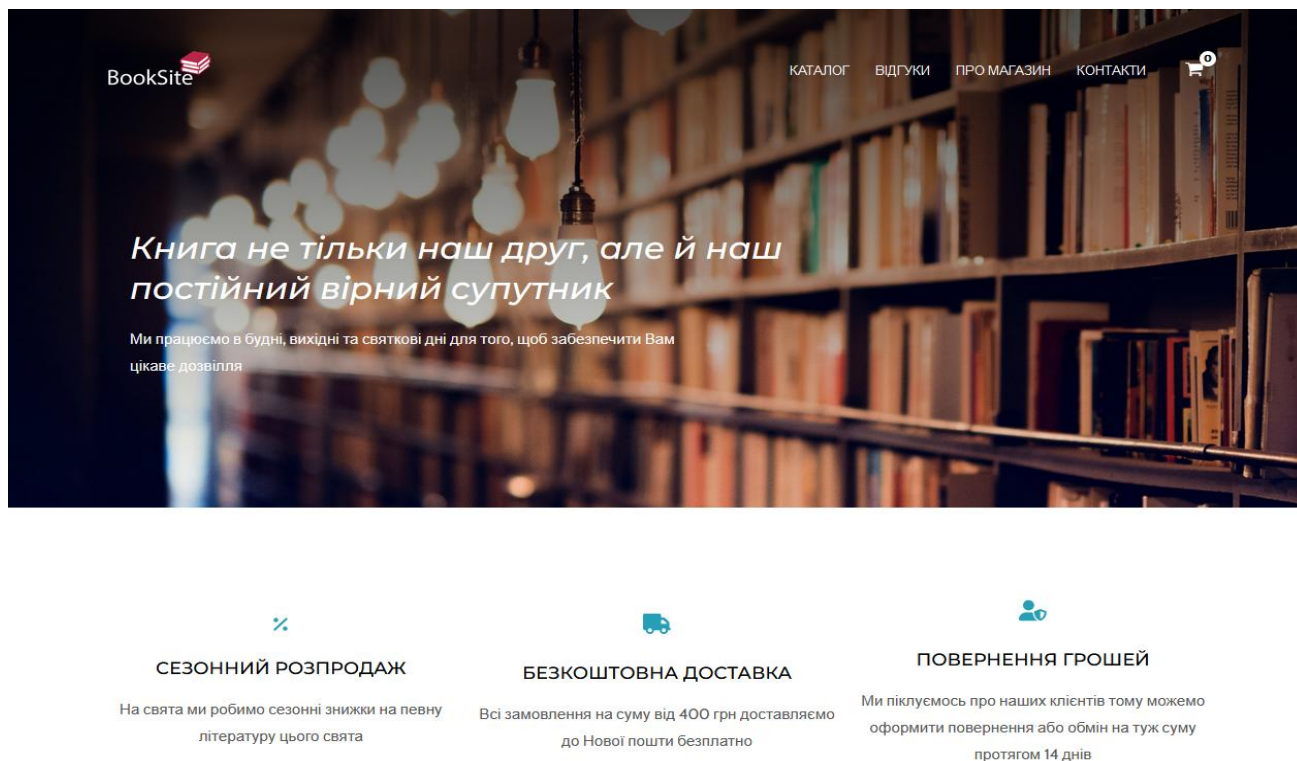 BookSite
КАТАЛОГ ВІДГУКИ ПРО МАГАЗИН КОНТАКТИ 0
Книга не тільки наш друг, але й наш
постійний вірний супутник
Ми працюємо в будні, вихідні та святкові дні для того, щоб забезпечити Вам
цікаве дозвілля
СЕЗОННИЙ РОЗПРОДАЖ
На свята ми робимо сезонні знижки на певну
літературу цього свята
БЕЗКОШТОВНА ДОСТАВКА
Всі замовлення на суму від 400 грн доставляємо
до Нової пошти безплатно
ПОВЕРНЕННЯ ГРОШЕЙ
Ми піклуємось про наших клієнтів тому можемо
оформити повернення або обмін на туж суму
протягом 14 днів